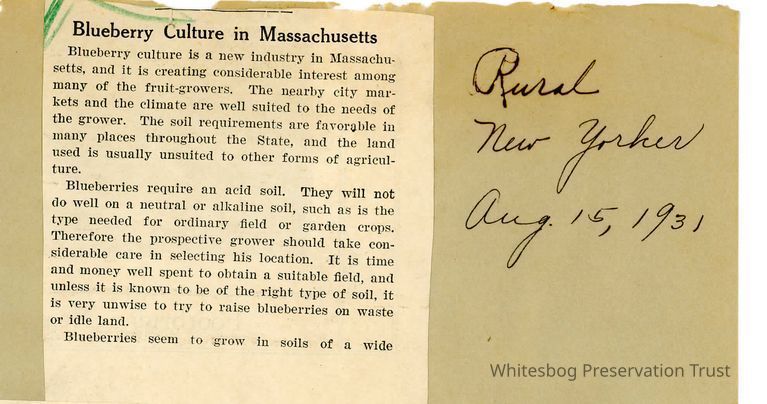 Blueberry Culture in Massachusetts
Blueberry culture is a new industry in Massachu-
setts, and it is creating considerable interest among
many of the fruit-growers. The nearby city mar-
kets and the climate are well suited to the needs of
the grower. The soil requirements are favorable in
many places throughout the State, and the land
used is usually unsuited to other forms of agricul-
ture.
Blueberries require an acid soil. They will not
do well on a neutral or alkaline soil, such as is the
type needed for ordinary field or garden crops.
Therefore the prospective grower should take con-
siderable care in selecting his location. It is time
and money well spent to obtain a suitable field, and
unless it is known to be of the right type of soil, it
is very unwise to try to raise blueberries on waste
or idle land.
Blueberries seem to grow in soils of a wide
Rural
New Yorker
Aug. 15, 1931
Whitesbog Preservation Trust